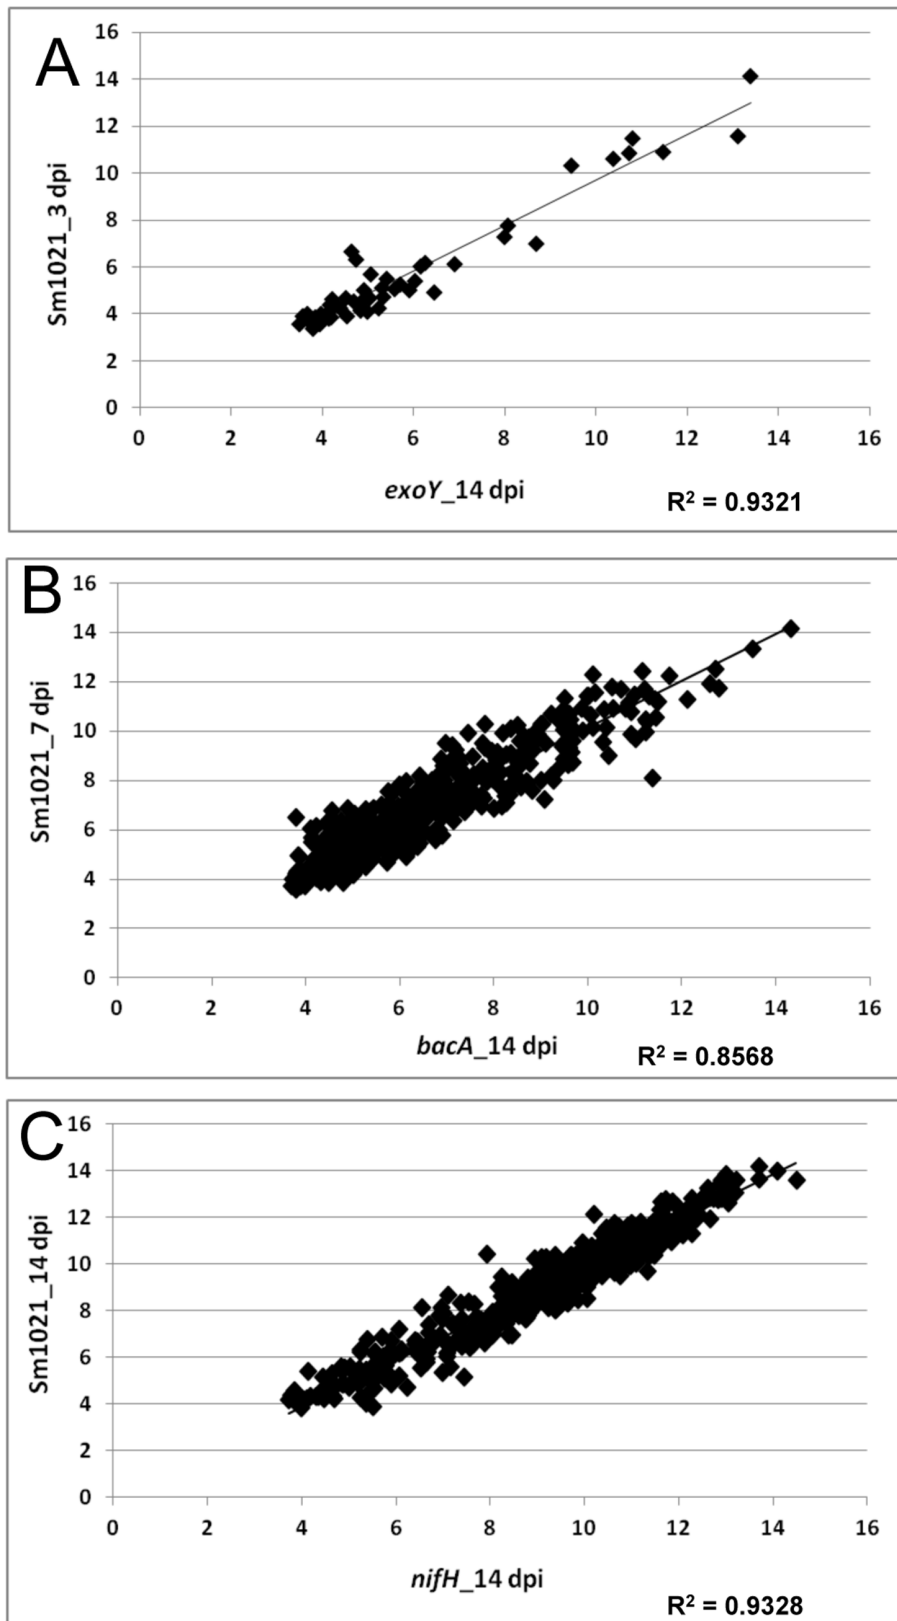 A
16
14
12
10
8
6
4
2
0
Sm1021_3 dpi
0 2 4 6 8 10 12 14 16
exoY_14 dpi
R² = 0.9321
B
16
14
12
10
8
6
4
2
0
Sm1021_7 dpi
0 2 4 6 8 10 12 14 16
bacA_14 dpi
R² = 0.8568
C
16
14
12
10
8
6
4
2
0
Sm1021_14 dpi
0 2 4 6 8 10 12 14 16
nifH_14 dpi
R² = 0.9328